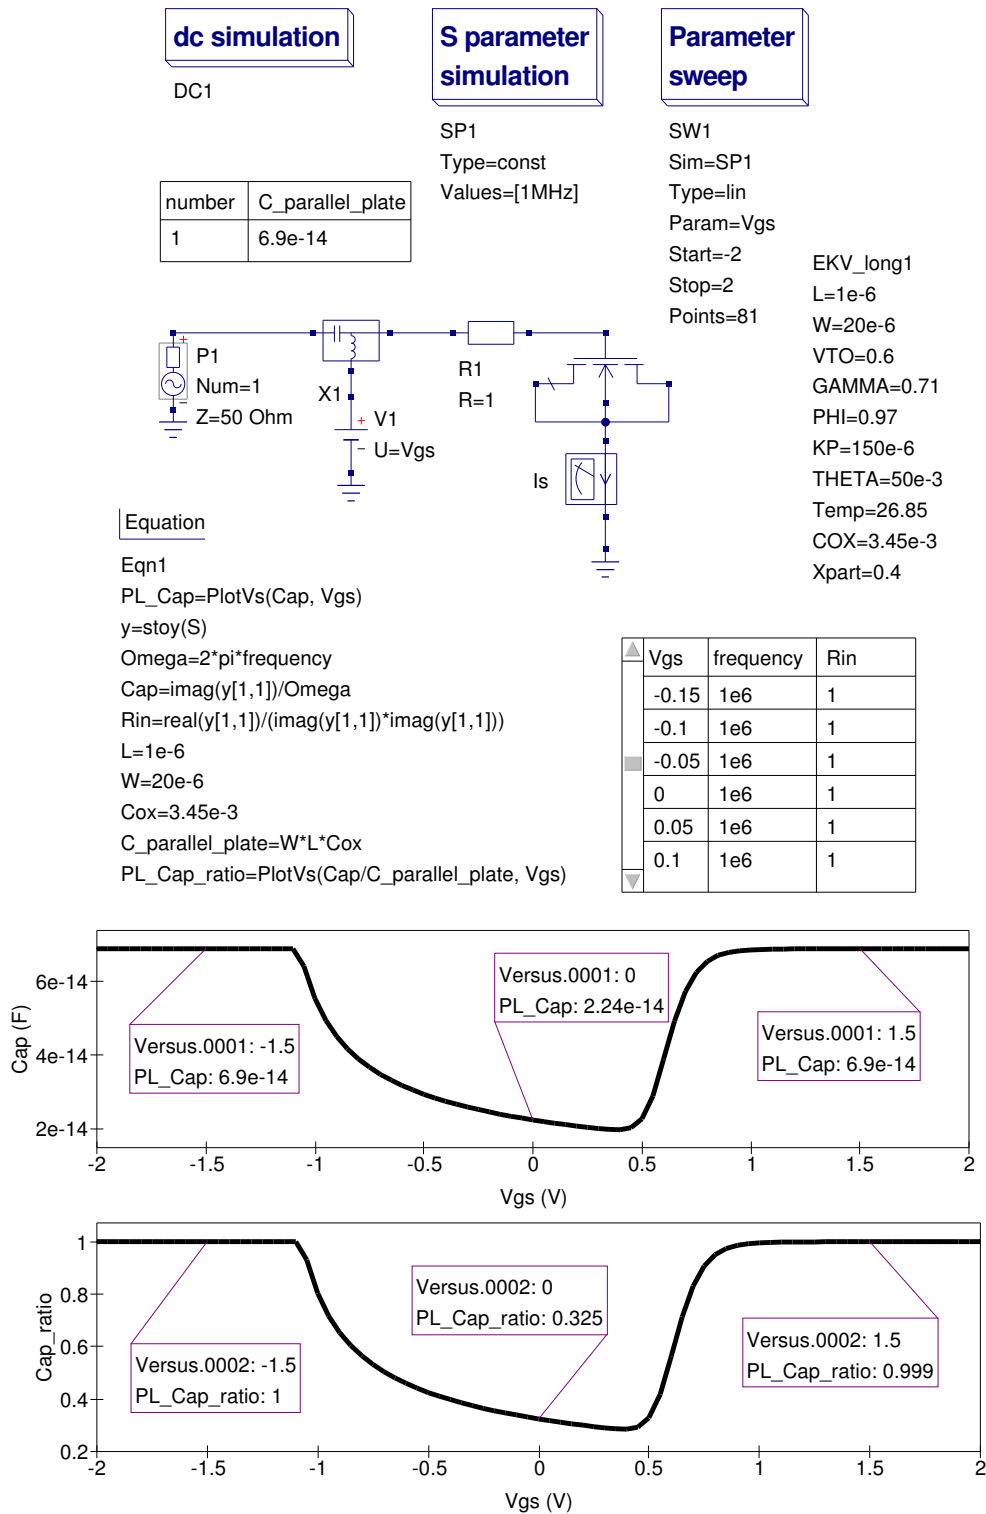 dc simulation
DC1
S parameter
simulation
SP1
Type=const
Values=[1MHz]
Parameter
sweep
SW1
Sim=SP1
Type=lin
Param=Vgs
Start=-2
Stop=2
Points=81
number C_parallel_plate
1 6.9e-14
EKV_long1
L=1e-6
W=20e-6
VTO=0.6
GAMMA=0.71
PHI=0.97
KP=150e-6
THETA=50e-3
Temp=26.85
COX=3.45e-3
Xpart=0.4
+
P1
Num=1
Z=50 Ohm
−
X1
+
V1
U=Vgs
−
R1
R=1
Is
Equation
Eqn1
PL_Cap=PlotVs(Cap, Vgs)
y=stoy(S)
Omega=2*pi*frequency
Cap=imag(y[1,1])/Omega
Rin=real(y[1,1])/(imag(y[1,1])*imag(y[1,1]))
L=1e-6
W=20e-6
Cox=3.45e-3
C_parallel_plate=W*L*Cox
PL_Cap_ratio=PlotVs(Cap/C_parallel_plate, Vgs)
Vgs frequency Rin
-0.15 1e6 1
-0.1 1e6 1
-0.05 1e6 1
0 1e6 1
0.05 1e6 1
0.1 1e6 1
Cap (F)
6e-14
4e-14
2e-14
Versus.0001: -1.5
PL_Cap: 6.9e-14
Versus.0001: 0
PL_Cap: 2.24e-14
Versus.0001: 1.5
PL_Cap: 6.9e-14
-2 -1.5 -1 -0.5 0 0.5 1 1.5 2
Vgs (V)
Cap_ratio
1
0.8
0.6
0.4
0.2
Versus.0002: -1.5
PL_Cap_ratio: 1
Versus.0002: 0
PL_Cap_ratio: 0.325
Versus.0002: 1.5
PL_Cap_ratio: 0.999
-2 -1.5 -1 -0.5 0 0.5 1 1.5 2
Vgs (V)